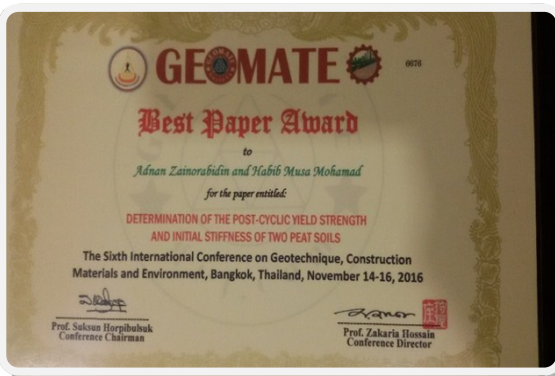 GEOMATE
6676
Best Paper Award
to
Adnan Zainorabidin and Habib Musa Mohamad
for the paper entitled:
DETERMINATION OF THE POST-CYCLIC YIELD STRENGTH
AND INITIAL STIFFNESS OF TWO PEAT SOILS
The Sixth International Conference on Geotechnique, Construction
Materials and Environment, Bangkok, Thailand, November 14-16, 2016
Prof. Suksun Horpibulsuk
Conference Chairman
Prof. Zakaria Hossain
Conference Director